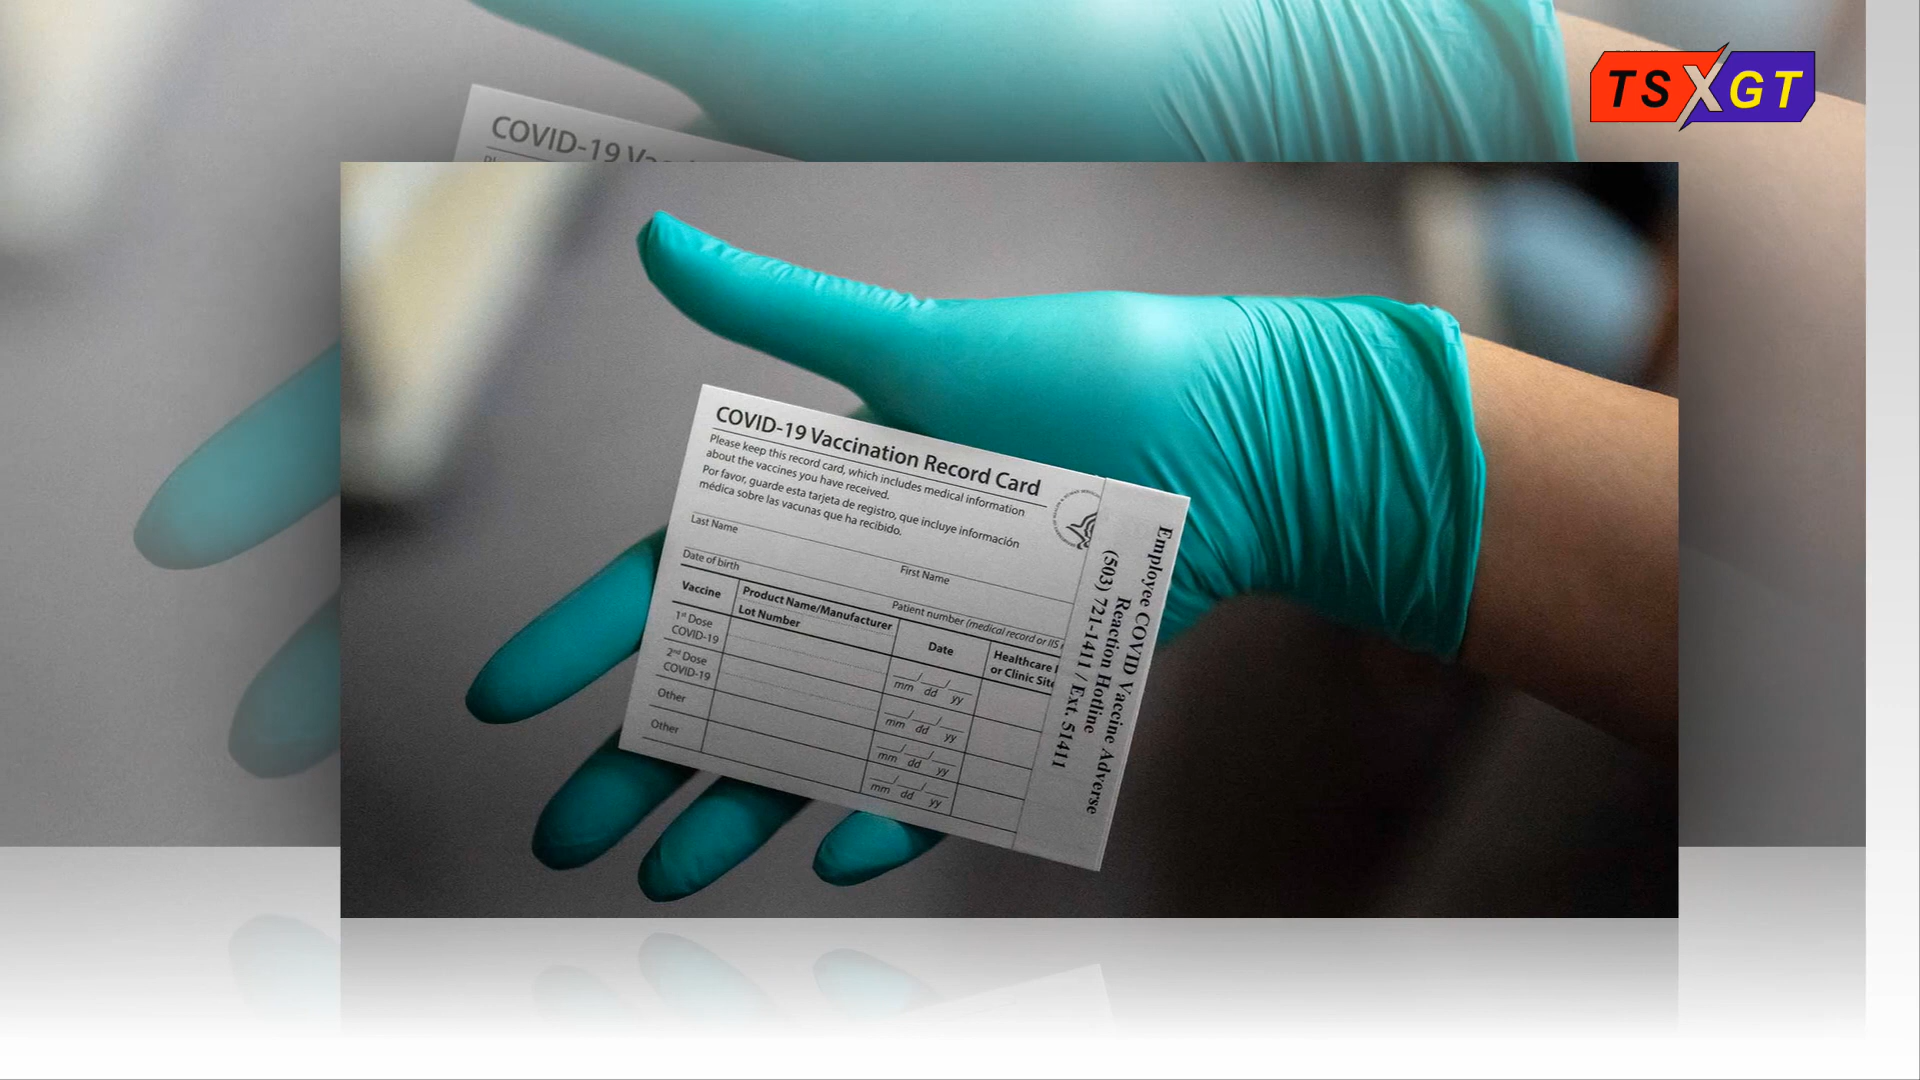 TSXGT
COVID-19 Vac
COVID-19 Vaccination Record Card
Please keep this record card, which includes medical information
about the vaccines you have received.
Por favor, guarde esta tarjeta de registro, que incluye información
médica sobre las vacunas que ha recibido.
Last Name
First Name
Date of birth
Patient number (medical record or IIS
Vaccine
Product Name/Manufacturer
Lot Number
Date
Healthcare
or Clinic Site
1st Dose
COVID-19
mm dd yy
2nd Dose
COVID-19
mm dd yy
Other
mm dd yy
Other
mm dd yy
Employee COVID Vaccine Adverse
Reaction Hotline
(503) 721-1411 / Ext. 51411